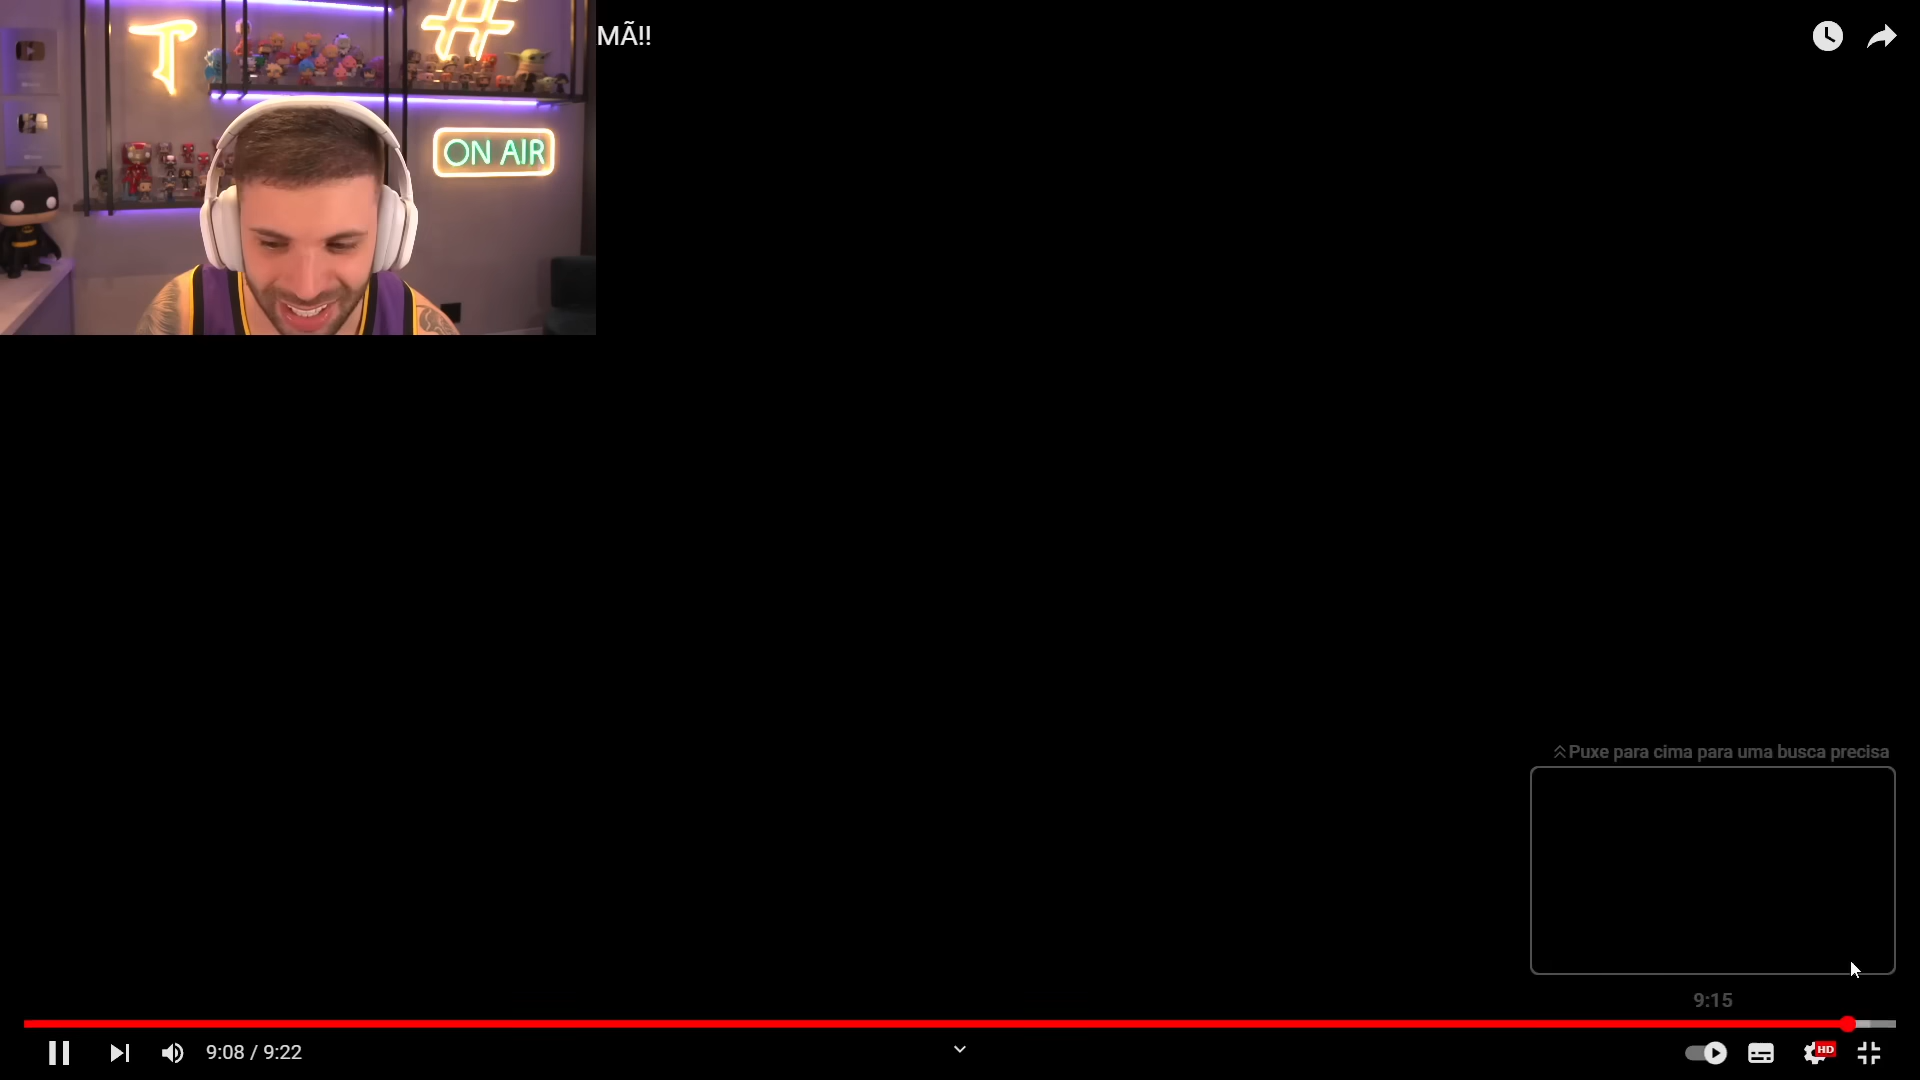 T #
MÃ!!
ON AIR
Puxe para cima para uma busca precisa
9:15
9:08 / 9:22
HD